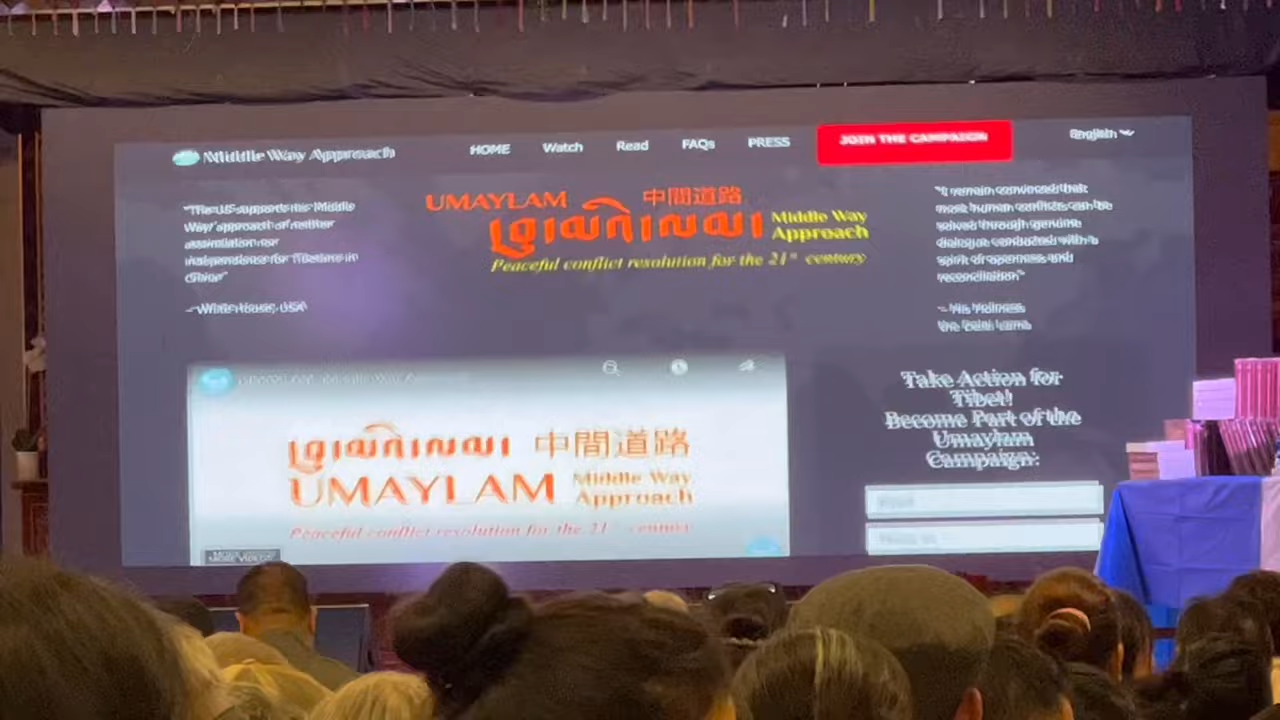 Middle Way Approach
HOME
Watch
Read
FAQs
PRESS
JOIN THE CAMPAIGN
English
"The US supports his 'Middle
Way' approach of neither
assimilation nor
independence for Tibetans in
China"
– White House, USA
UMAYLAM
中間道路
Middle Way
Approach
Peaceful conflict resolution for the 21st century
"I remain convinced that
most human conflicts can be
solved through genuine
dialogue conducted with a
spirit of openness and
reconciliation"
– His Holiness
the Dalai Lama
中間道路
UMAYLAM
Middle Way
Approach
Peaceful conflict resolution for the 21 century
MORE VIDEOS
Take Action for
Tibet!
Become Part of the
Umaylam
Campaign: